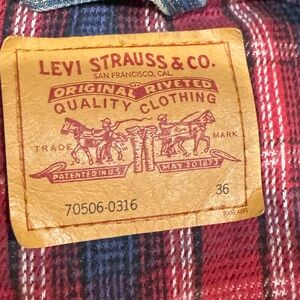 LEVI STRAUSS & CO.
SAN FRANCISCO, CAL.
ORIGINAL RIVETED
QUALITY CLOTHING
TRADE MARK
PATENTED IN U.S. MAY 20 1873
70506-0316 36